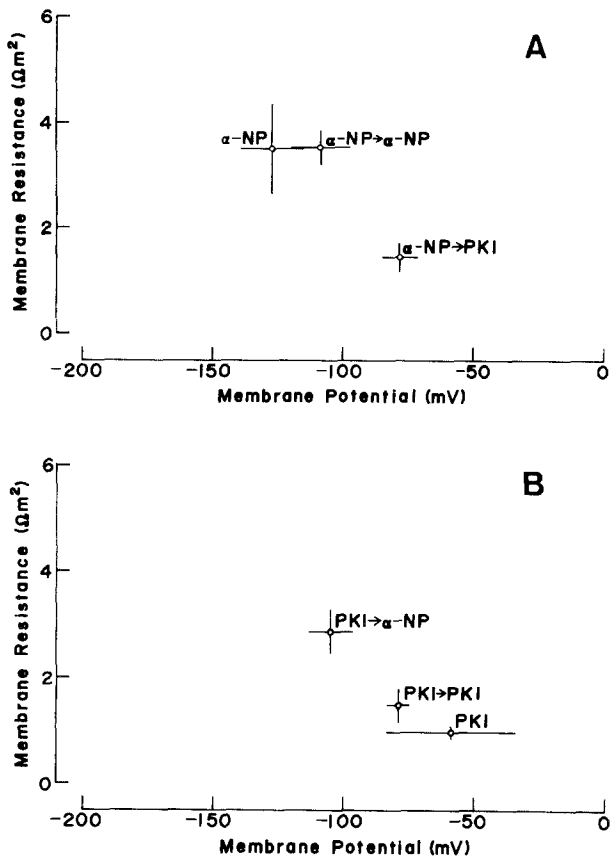 A
6
4
2
0
Membrane Resistance (Ωm²)
α-NP
α-NP→α-NP
α-NP→PKI
-200 -150 -100 -50 0
Membrane Potential (mV)
B
6
4
2
0
Membrane Resistance (Ωm²)
PKI→α-NP
PKI→PKI
PKI
-200 -150 -100 -50 0
Membrane Potential (mV)